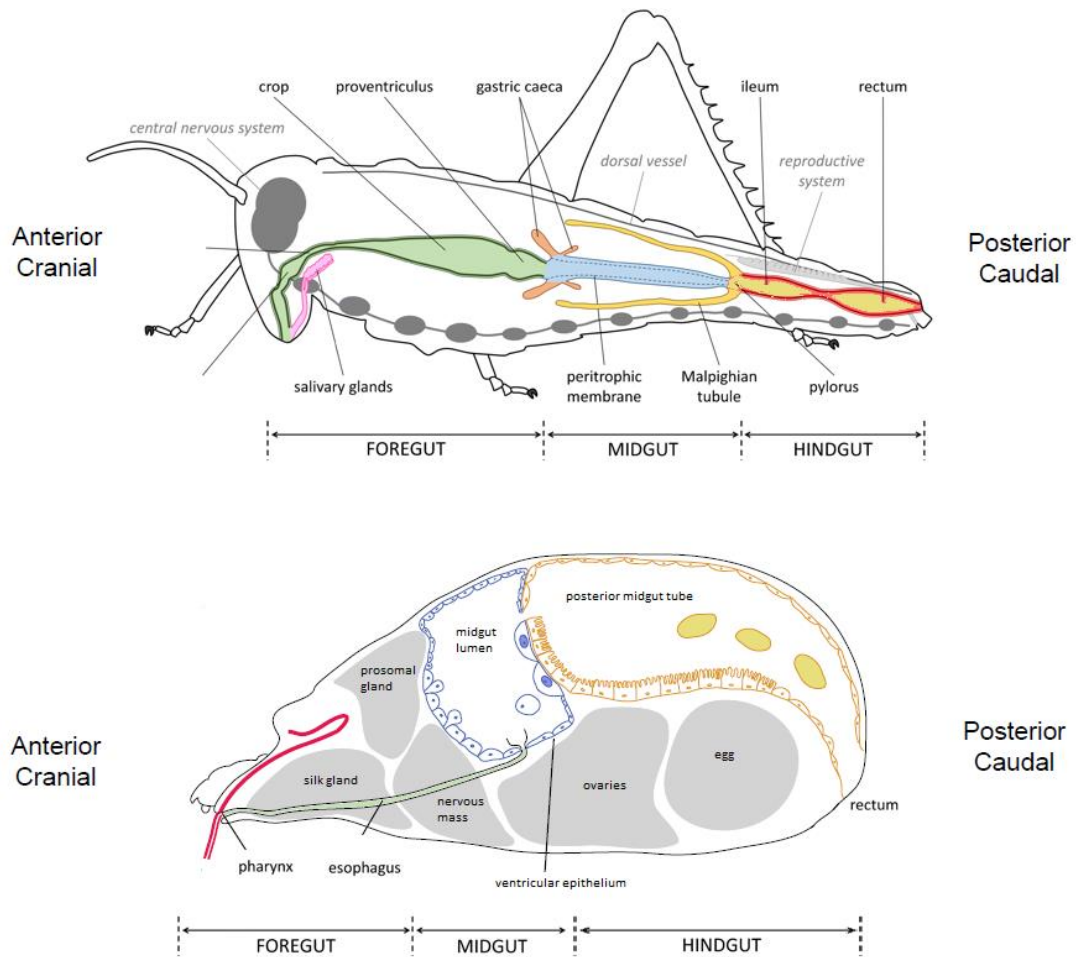 crop
proventriculus
gastric caeca
ileum
rectum
central nervous system
dorsal vessel
reproductive
system
Anterior
Cranial
Posterior
Caudal
salivary glands
peritrophic
membrane
Malpighian
tubule
pylorus
FOREGUT
MIDGUT
HINDGUT
posterior midgut tube
midgut
lumen
prosomal
gland
Anterior
Cranial
Posterior
Caudal
silk gland
nervous
mass
ovaries
egg
rectum
pharynx
esophagus
ventricular epithelium
FOREGUT
MIDGUT
HINDGUT